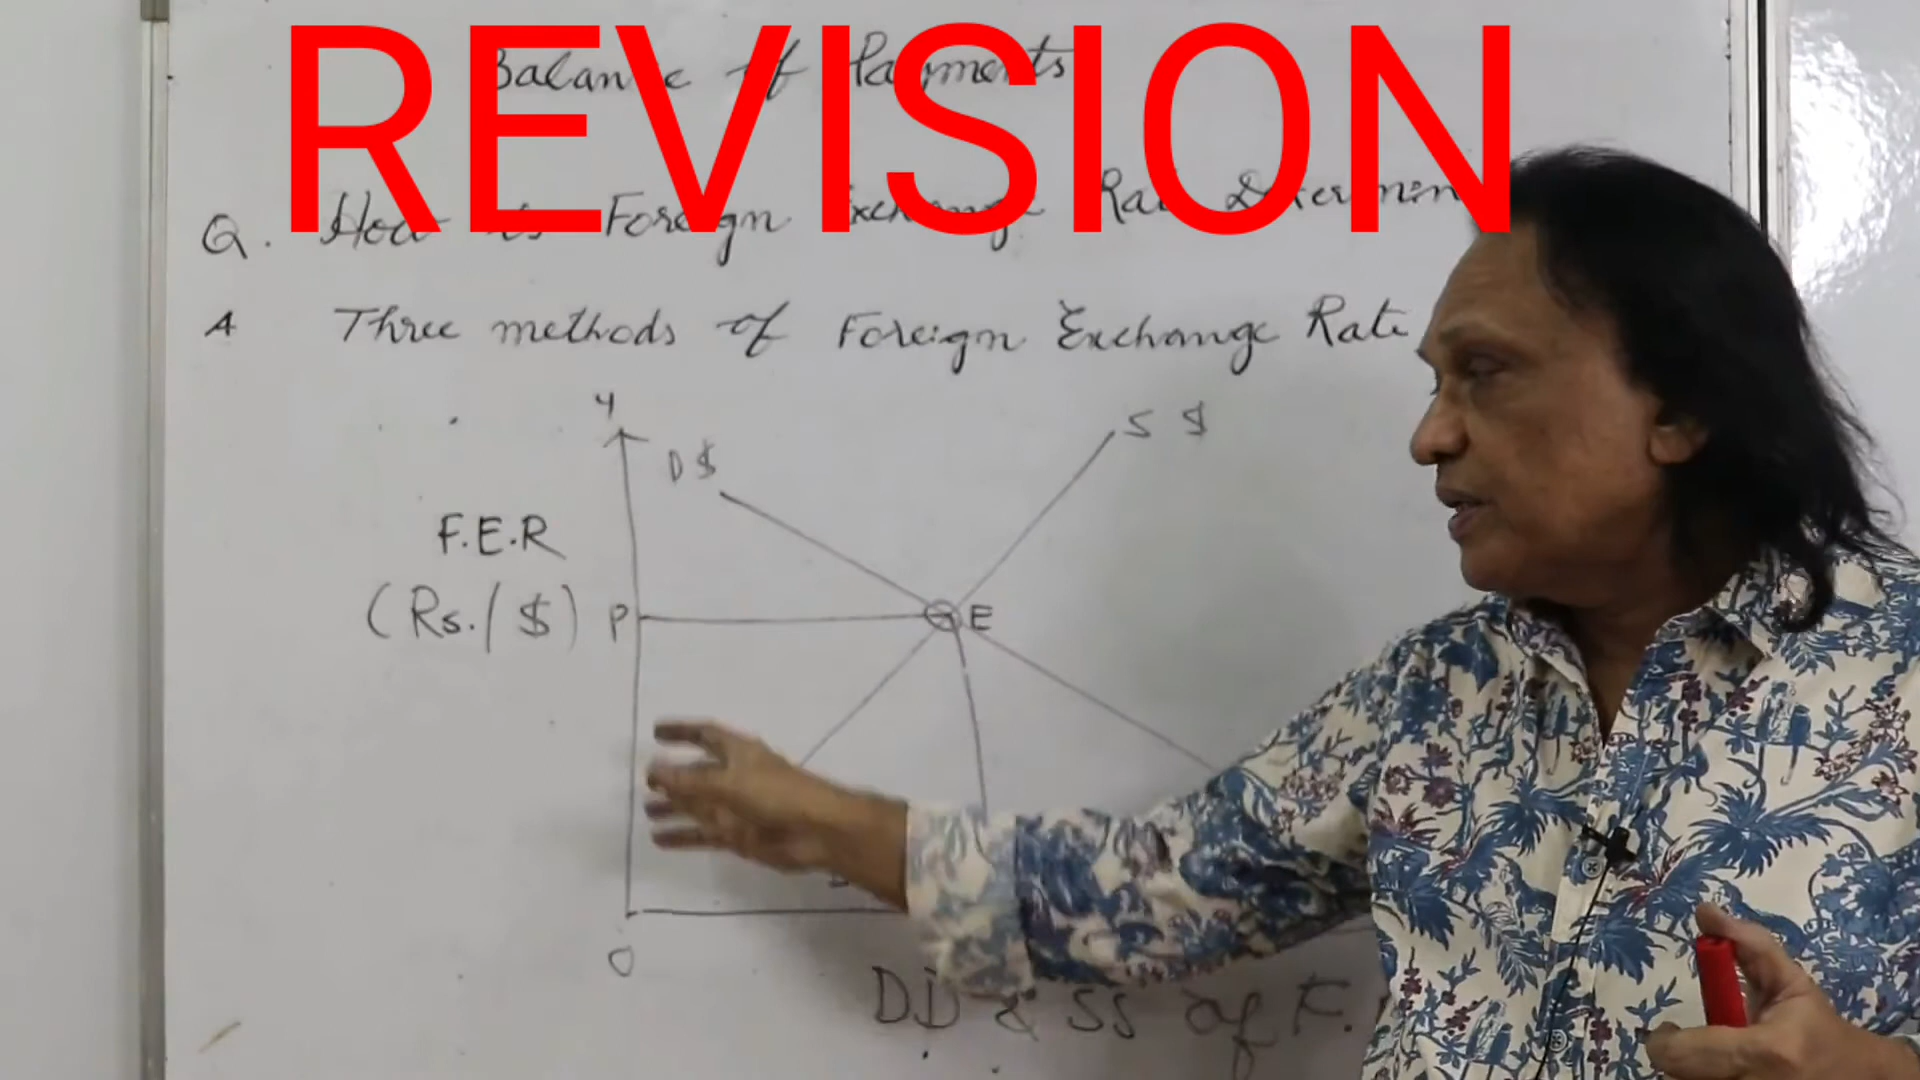 REVISION
Balance of Payments
Q. How is Foreign Exchange Rate Determin
A Three methods of Foreign Exchange Rate
Y
D $
S $
F.E.R
(Rs./$)
P
E
O
DD & SS of F.